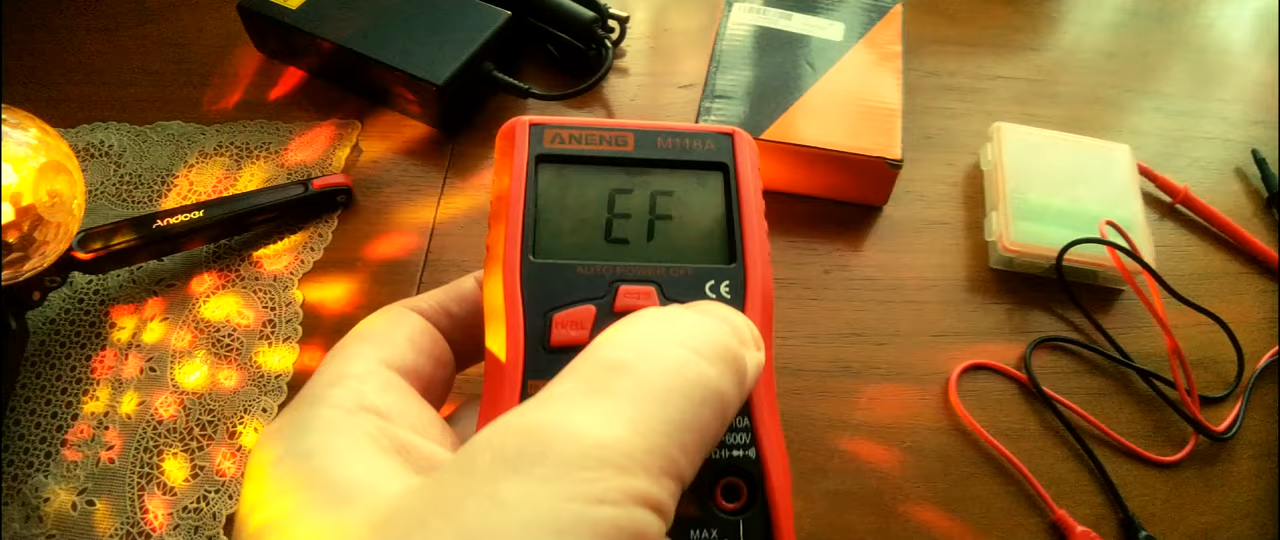 ANENG M118A
EF
AUTO POWER OFF
CE
H/B.L
Andoer
10A
600V
MAX